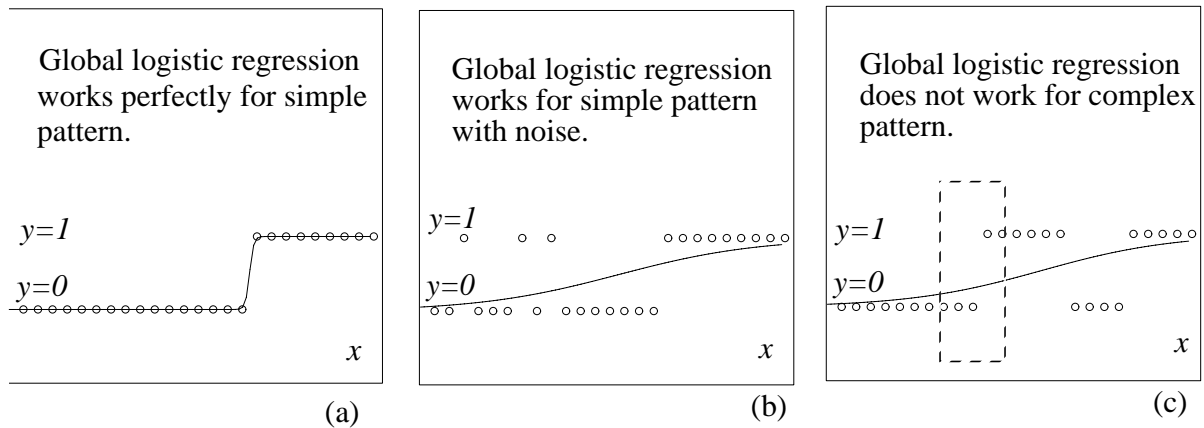 Global logistic regression
works perfectly for simple
pattern.
y=1
y=0
x
(a)
Global logistic regression
works for simple pattern
with noise.
y=1
y=0
x
(b)
Global logistic regression
does not work for complex
pattern.
y=1
y=0
x
(c)